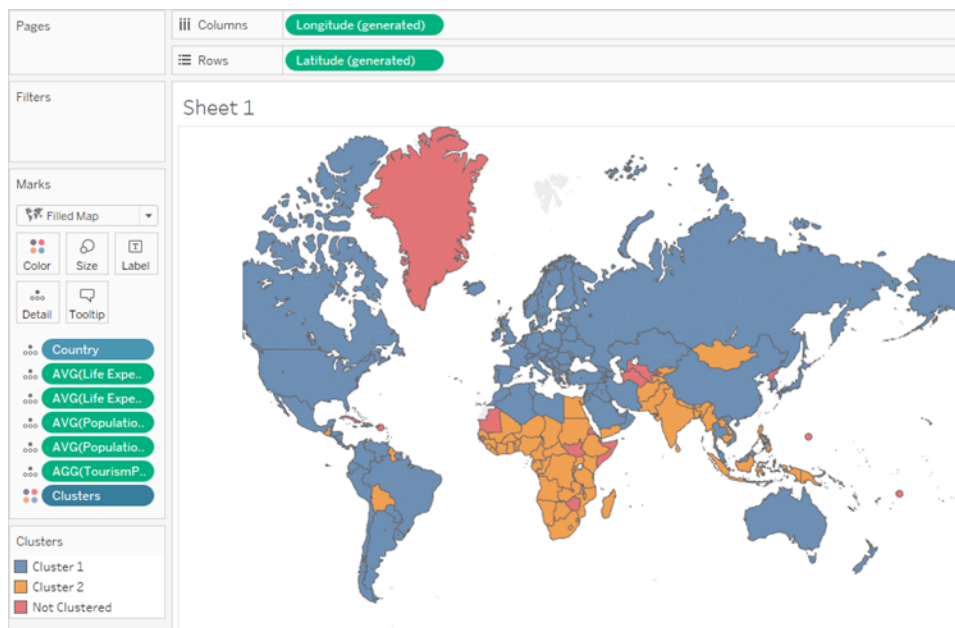 Pages
Columns
Longitude (generated)
Rows
Latitude (generated)
Filters
Sheet 1
Marks
Filled Map
Color
Size
Label
Detail
Tooltip
Country
AVG(Life Expe..
AVG(Life Expe..
AVG(Populatio..
AVG(Populatio..
AGG(TourismP..
Clusters
Clusters
Cluster 1
Cluster 2
Not Clustered